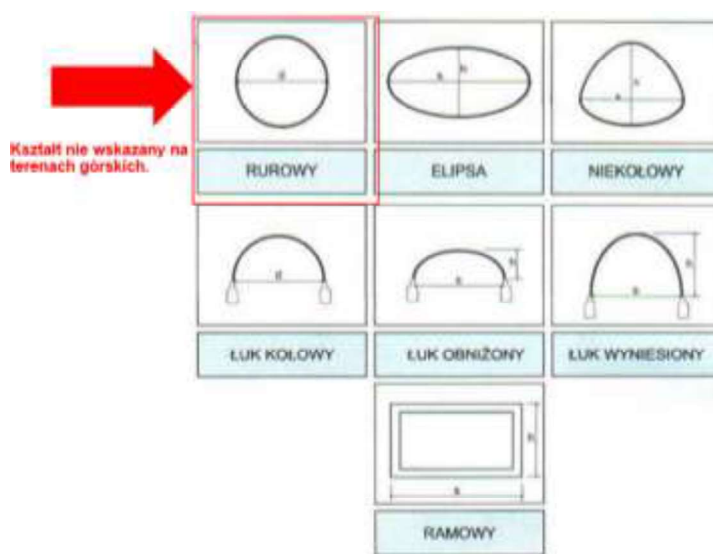 d
s
h
Kształt nie wskazany na
terenach górskich.
RUROWY
ELIPSA
NIEKOŁOWY
d
h
s
h
s
ŁUK KOŁOWY
ŁUK OBNIŻONY
ŁUK WYNIESIONY
h
s
RAMOWY